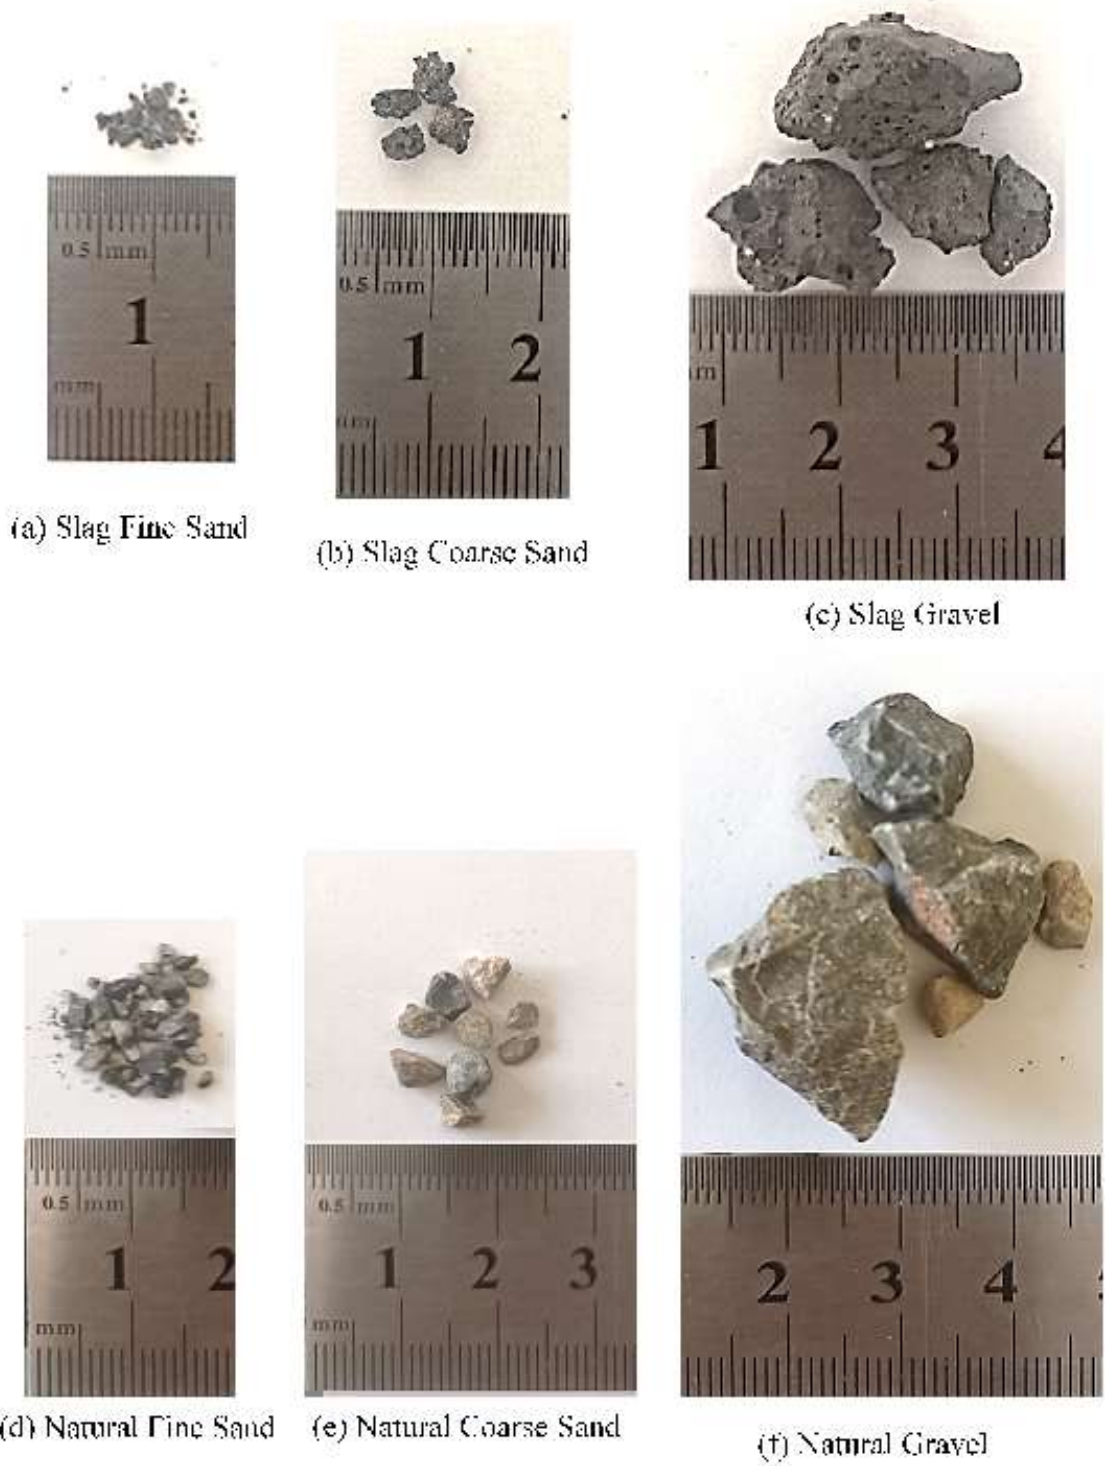 0.5 mm
1
mm
(a) Slag Fine Sand
0.5 mm
1 2
mm
(b) Slag Coarse Sand
m
1 2 3 4
(c) Slag Gravel
0.5 mm
1 2
mm
(d) Natural Fine Sand
0.5 mm
1 2 3
mm
(e) Natural Coarse Sand
2 3 4
(f) Natural Gravel